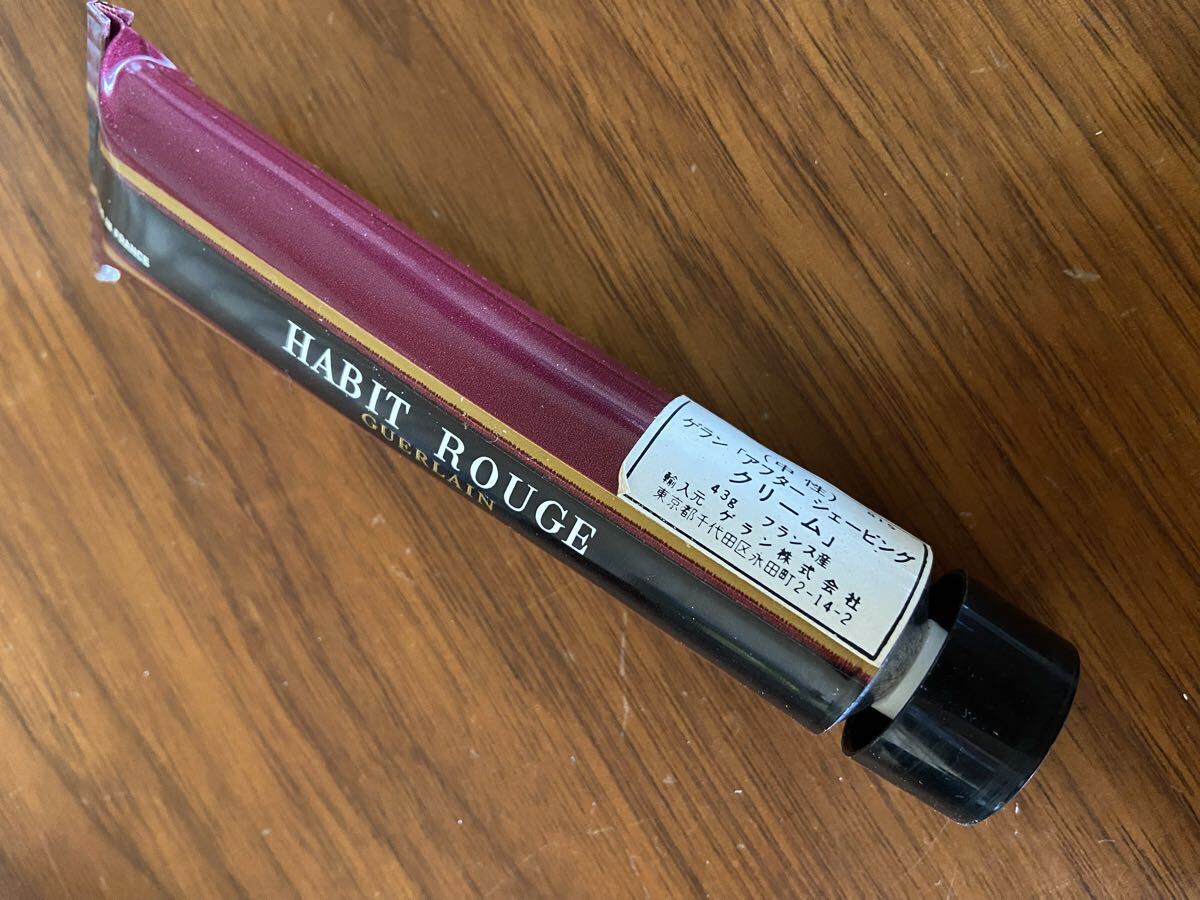 FRANCE
HABIT ROUGE
GUERLAIN
(中性)
ゲラン「アフターシェービング
クリーム」
43g フランス産
輸入元 ゲラン株式会社
東京都千代田区永田町2-14-2